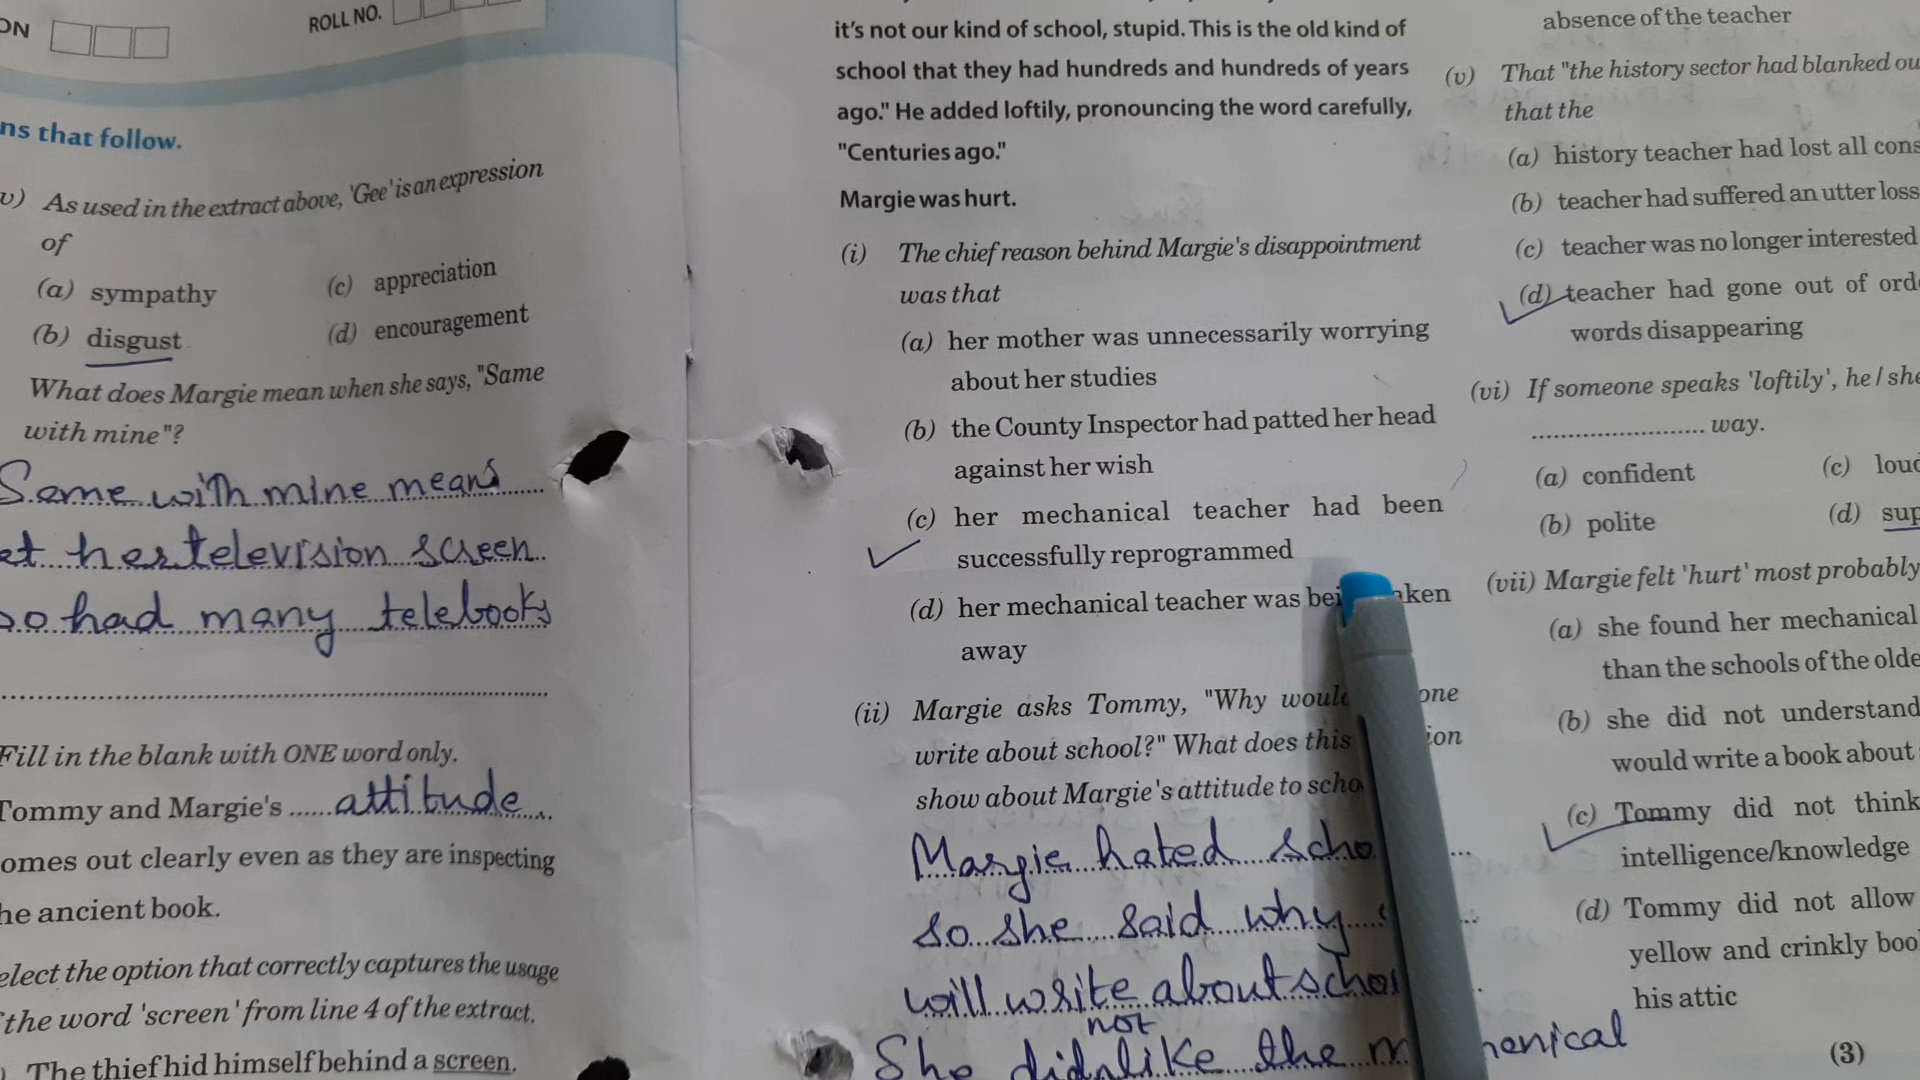 ON
ROLL NO.
ns that follow.
v) As used in the extract above, 'Gee' is an expression
of
(a) sympathy
(c) appreciation
(b) disgust
(d) encouragement
What does Margie mean when she says, "Same
with mine"?
Same with mine means
et her television screen
so had many telebooks
Fill in the blank with ONE word only.
Tommy and Margie's attitude
omes out clearly even as they are inspecting
he ancient book.
elect the option that correctly captures the usage
the word 'screen' from line 4 of the extract.
The thief hid himself behind a screen.
it's not our kind of school, stupid. This is the old kind of
school that they had hundreds and hundreds of years
ago." He added loftily, pronouncing the word carefully,
"Centuries ago."
Margie was hurt.
(i) The chief reason behind Margie's disappointment
was that
(a) her mother was unnecessarily worrying
about her studies
(b) the County Inspector had patted her head
against her wish
(c) her mechanical teacher had been
successfully reprogrammed
(d) her mechanical teacher was bei aken
away
(ii) Margie asks Tommy, "Why woul one
write about school?" What does this ion
show about Margie's attitude to scho
Margie hated scho
so she said why
will write about schoo
not
She did like the m hanical
absence of the teacher
(v) That "the history sector had blanked ou
that the
(a) history teacher had lost all cons
(b) teacher had suffered an utter loss
(c) teacher was no longer interested
(d) teacher had gone out of ord
words disappearing
(vi) If someone speaks 'loftily', he / she
........................ way.
(a) confident
(c) loud
(b) polite
(d) sup
(vii) Margie felt 'hurt' most probably
(a) she found her mechanical
than the schools of the olde
(b) she did not understand
would write a book about
(c) Tommy did not think
intelligence/knowledge
(d) Tommy did not allow
yellow and crinkly boo
his attic
(3)